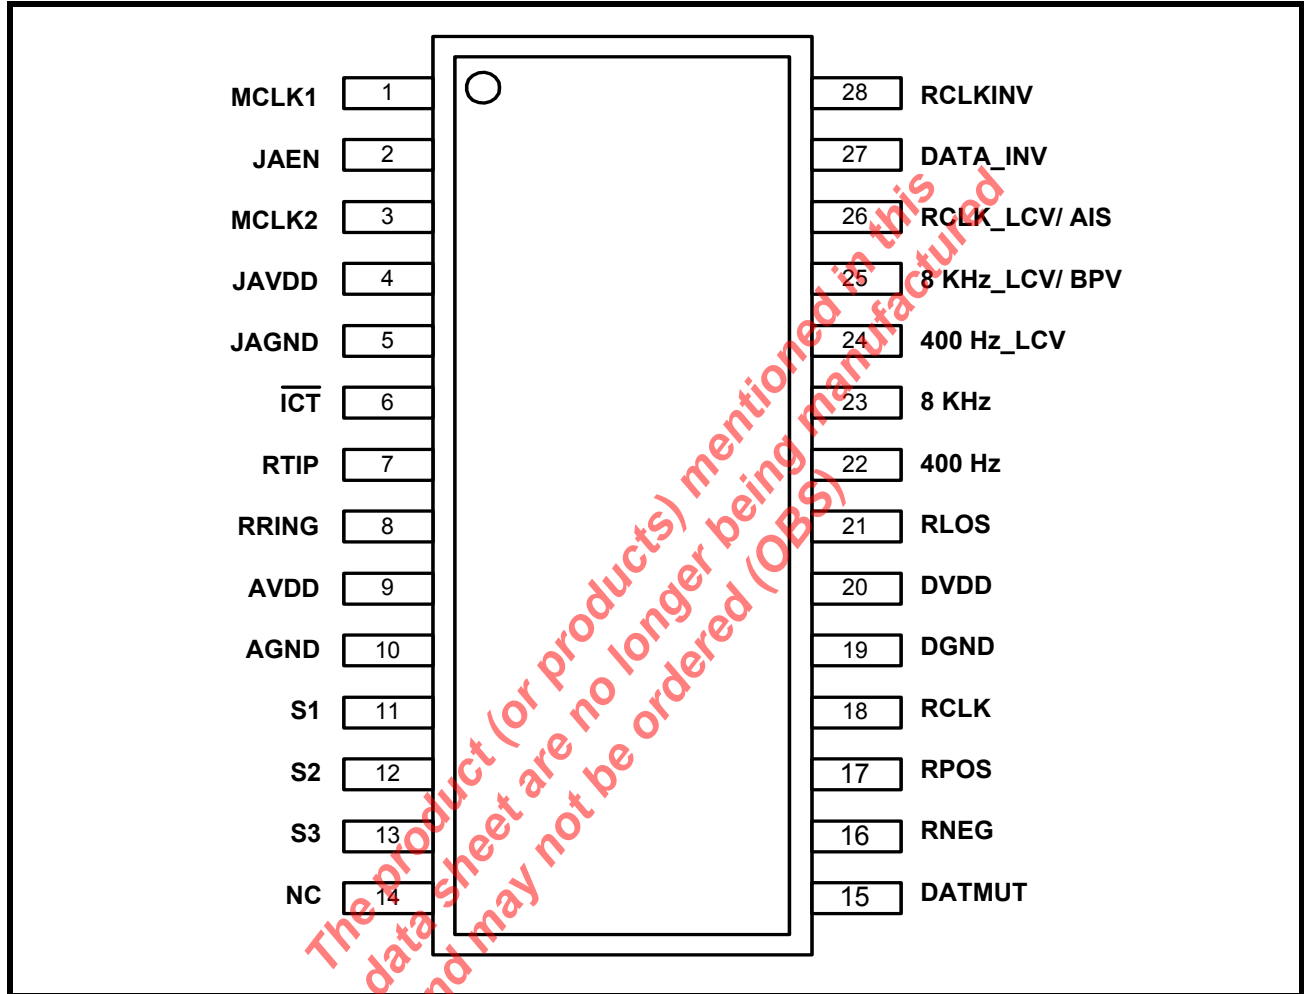 MCLK1 1
JAEN 2
MCLK2 3
JAVDD 4
JAGND 5
ICT 6
RTIP 7
RRING 8
AVDD 9
AGND 10
S1 11
S2 12
S3 13
NC 14
28 RCLKINV
27 DATA_INV
26 RCLK_LCV/ AIS
25 8 KHz_LCV/ BPV
24 400 Hz_LCV
23 8 KHz
22 400 Hz
21 RLOS
20 DVDD
19 DGND
18 RCLK
17 RPOS
16 RNEG
15 DATMUT
The product (or products) mentioned in this
data sheet are no longer being manufactured
nd may not be ordered (OBS)